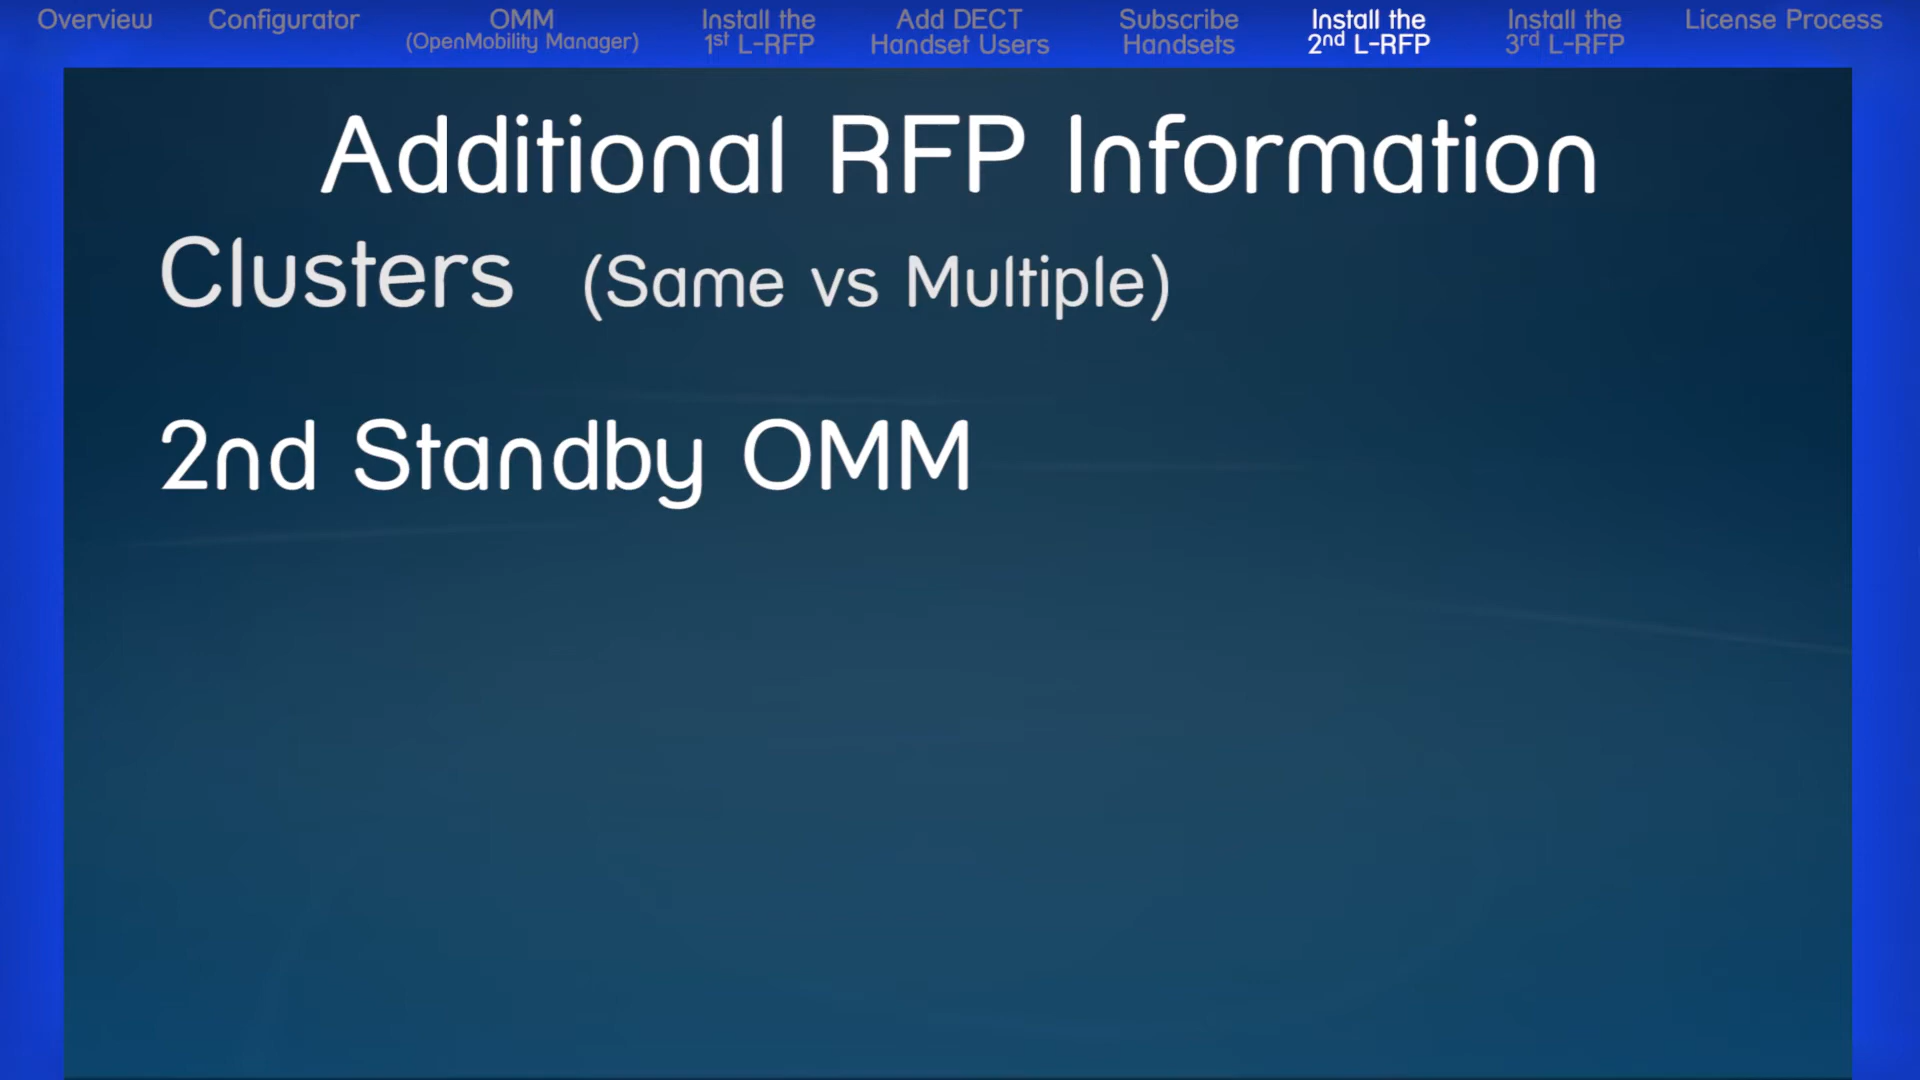 Overview
Configurator
OMM
(OpenMobility Manager)
Install the
1st L-RFP
Add DECT
Handset Users
Subscribe
Handsets
Install the
2nd L-RFP
Install the
3rd L-RFP
License Process
Additional RFP Information
Clusters (Same vs Multiple)
2nd Standby OMM